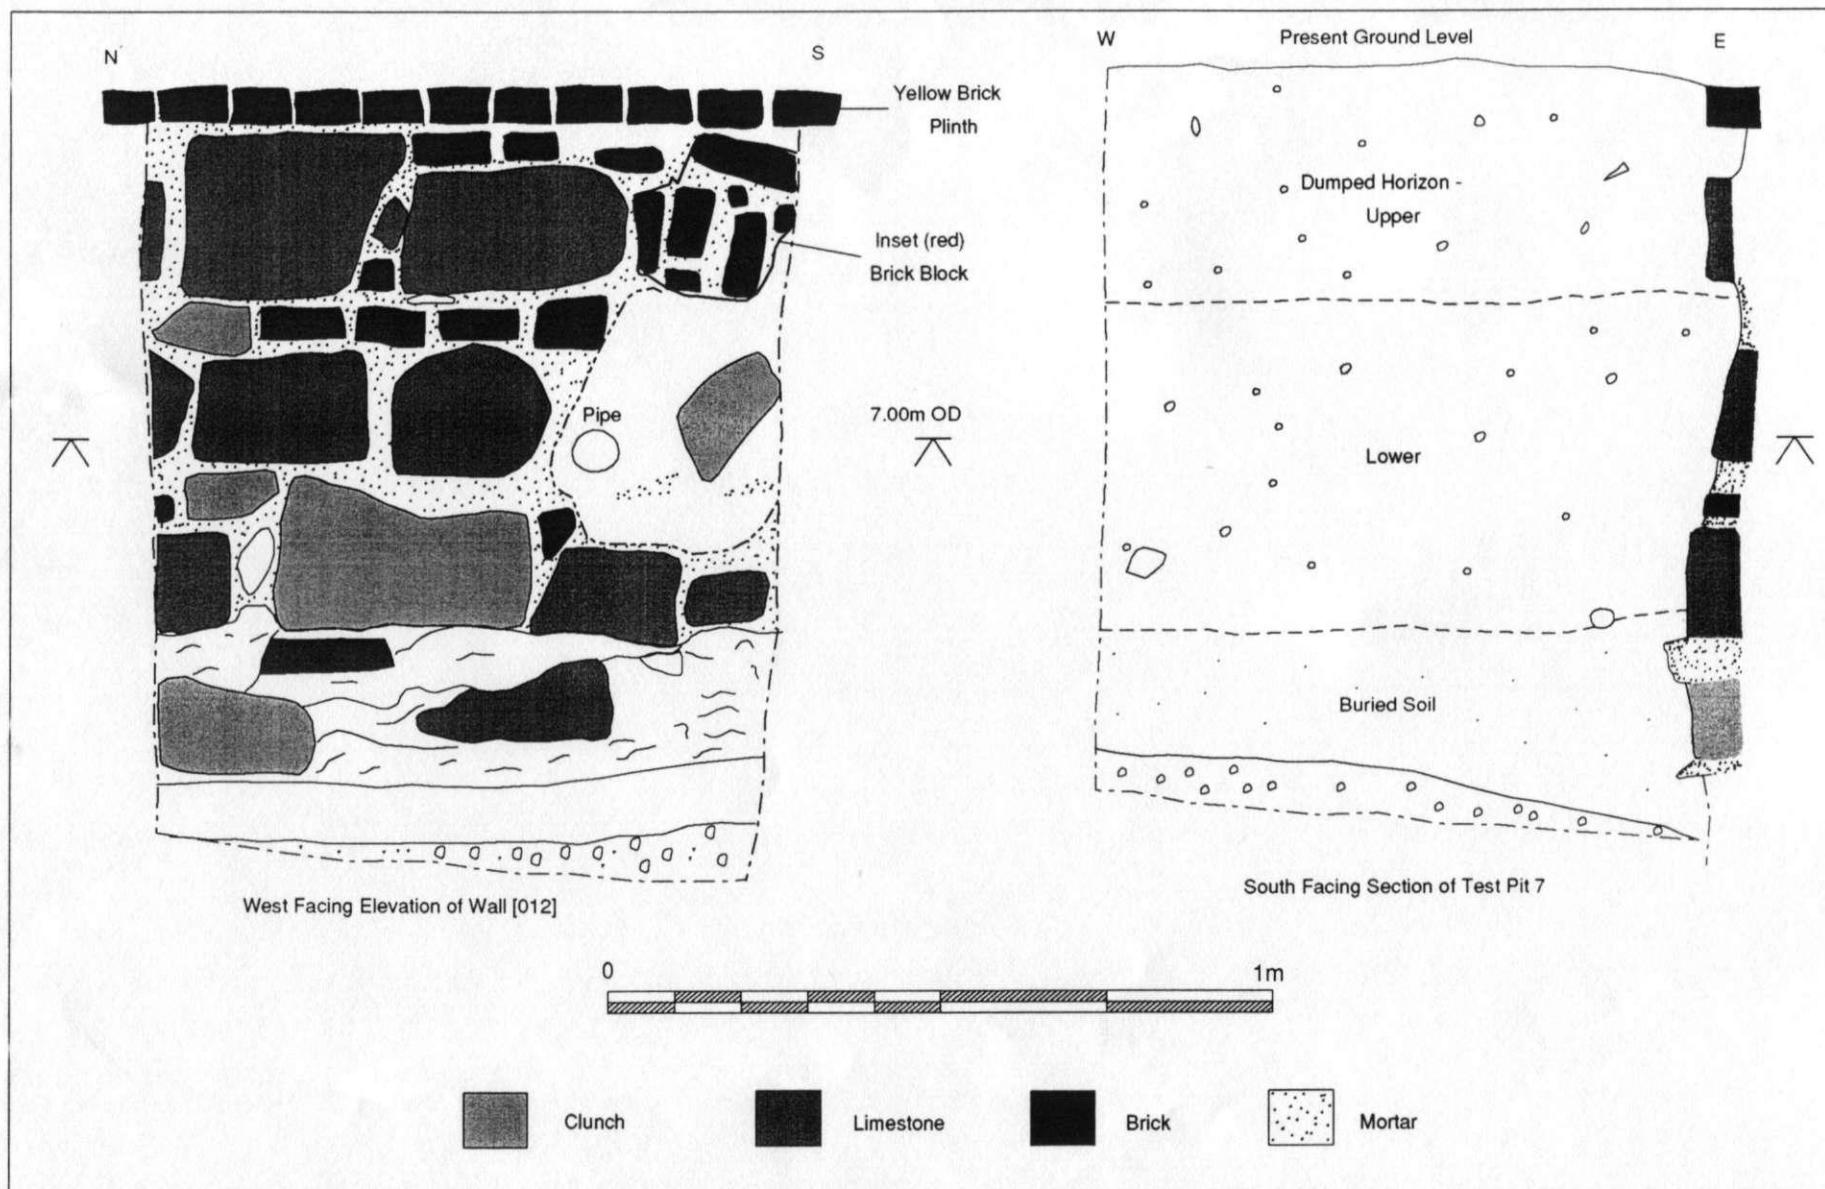 N
S
Yellow Brick
Plinth
Inset (red)
Brick Block
Pipe
7.00m OD
West Facing Elevation of Wall [012]
W
Present Ground Level
E
Dumped Horizon -
Upper
Lower
Buried Soil
South Facing Section of Test Pit 7
0
1m
Clunch
Limestone
Brick
Mortar